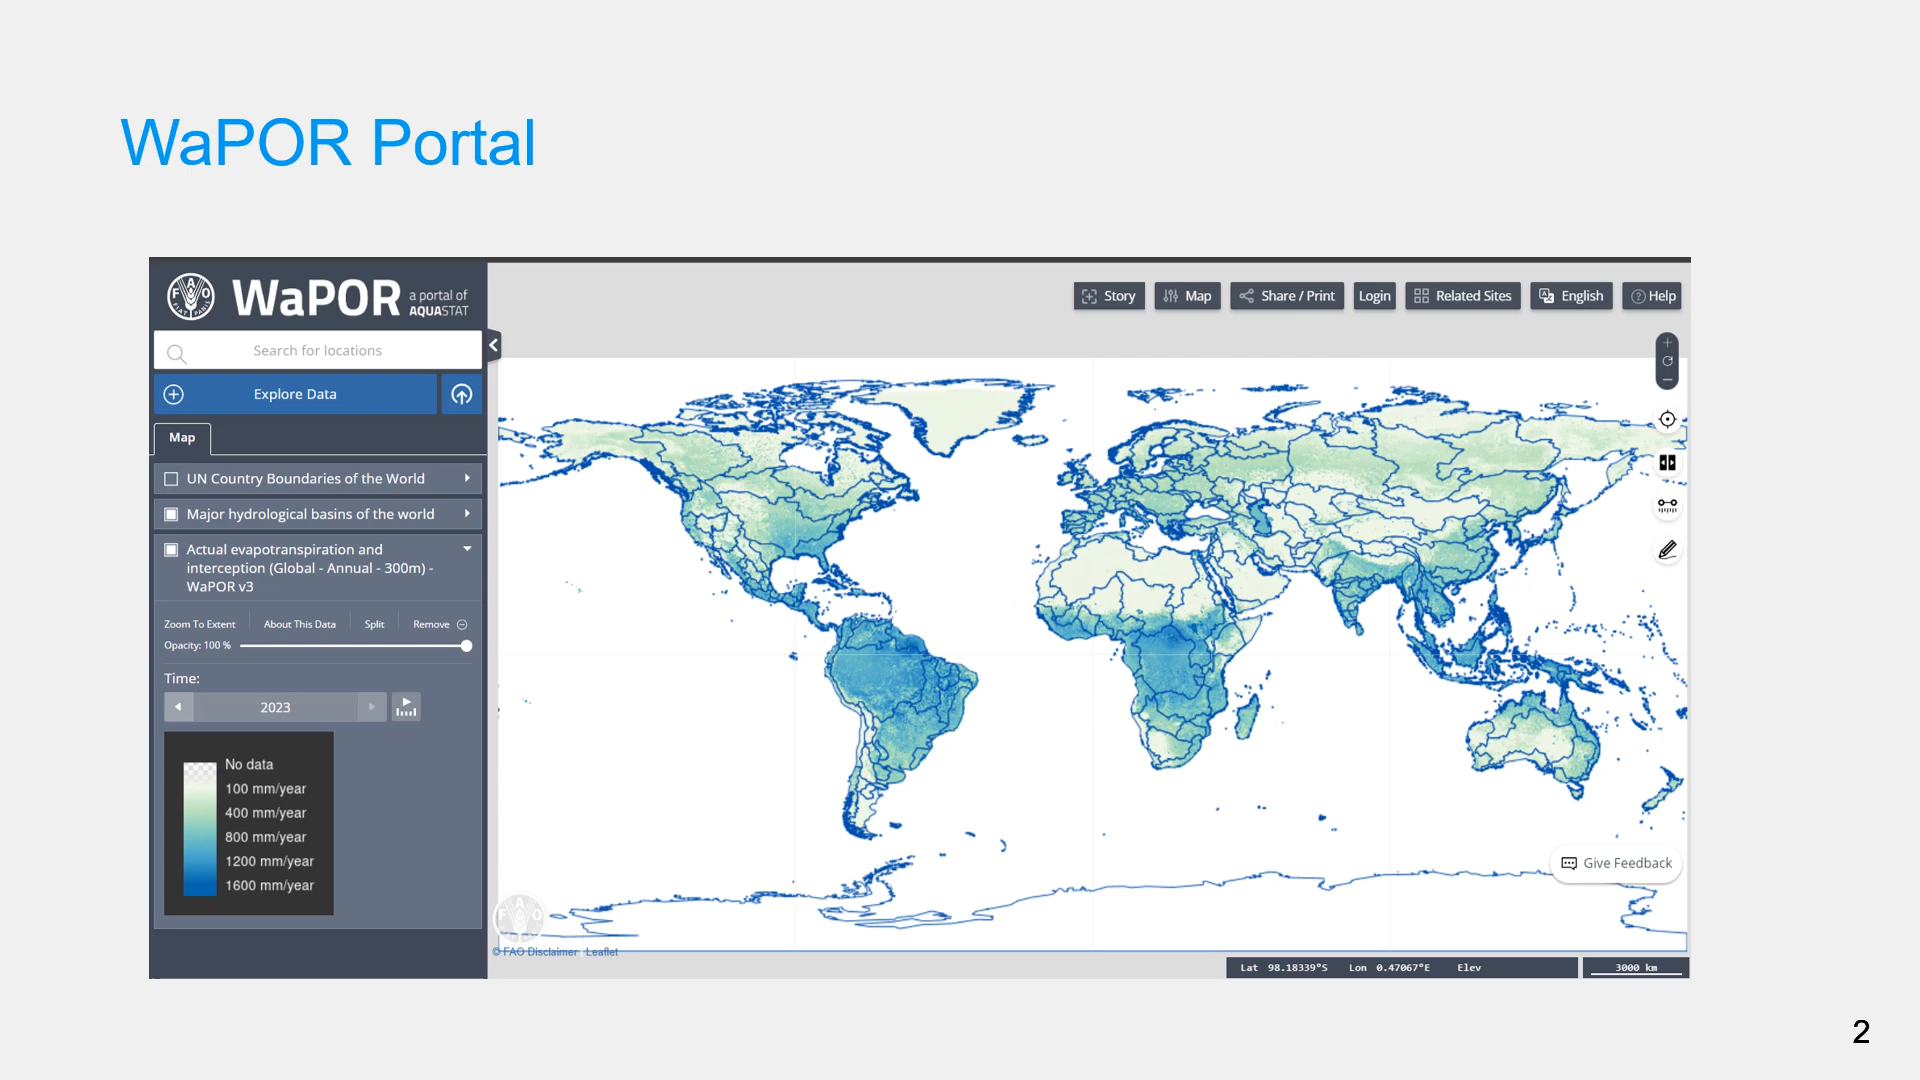 WaPOR Portal
FAO
FIAT PANIS
WaPOR a portal of AQUASTAT
Search for locations
Explore Data
Map
UN Country Boundaries of the World
Major hydrological basins of the world
Actual evapotranspiration and
interception (Global - Annual - 300m) -
WaPOR v3
Zoom To Extent About This Data Split Remove
Opacity: 100 %
Time:
2023
No data
100 mm/year
400 mm/year
800 mm/year
1200 mm/year
1600 mm/year
Story Map Share / Print Login Related Sites English Help
Give Feedback
FAO
© FAO Disclaimer | Leaflet
Lat 98.18339°S Lon 0.47067°E Elev
3000 km
2